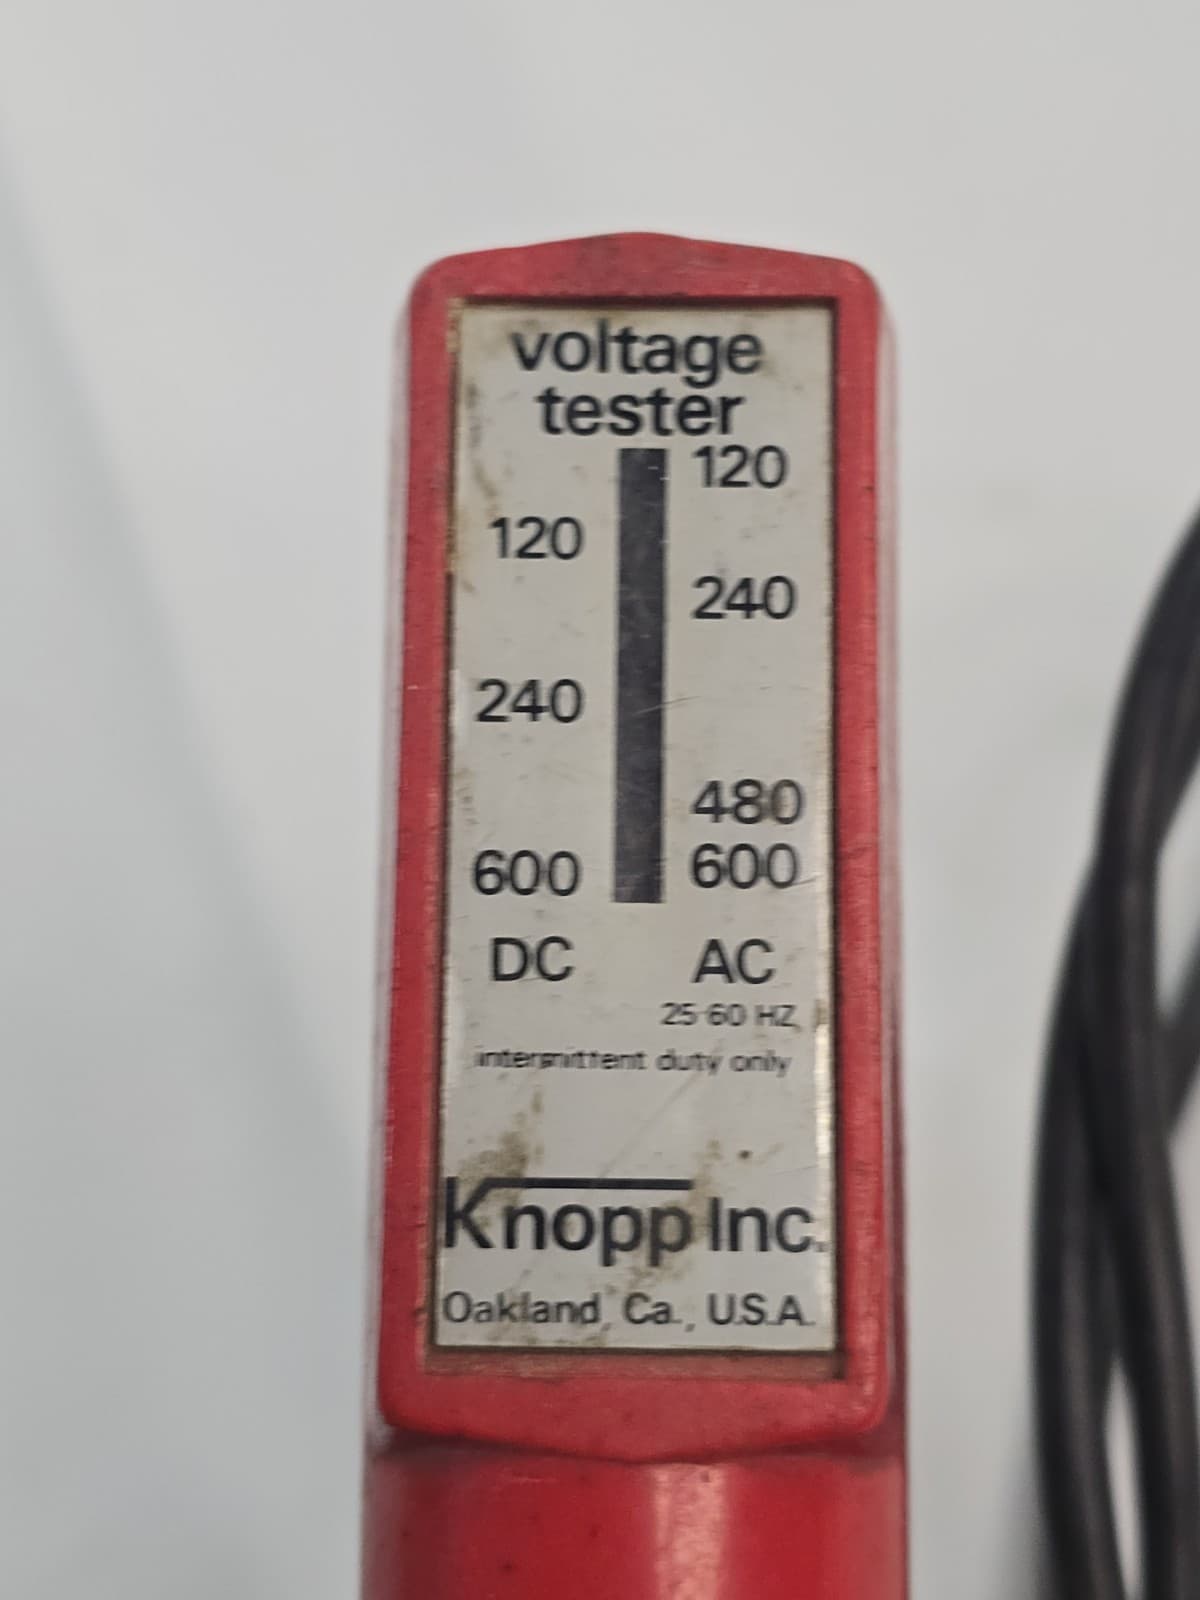 voltage
tester
120
120
240
240
480
600 600
DC AC
25-60 HZ
intermittent duty only
Knopp Inc.
Oakland, Ca., U.S.A.